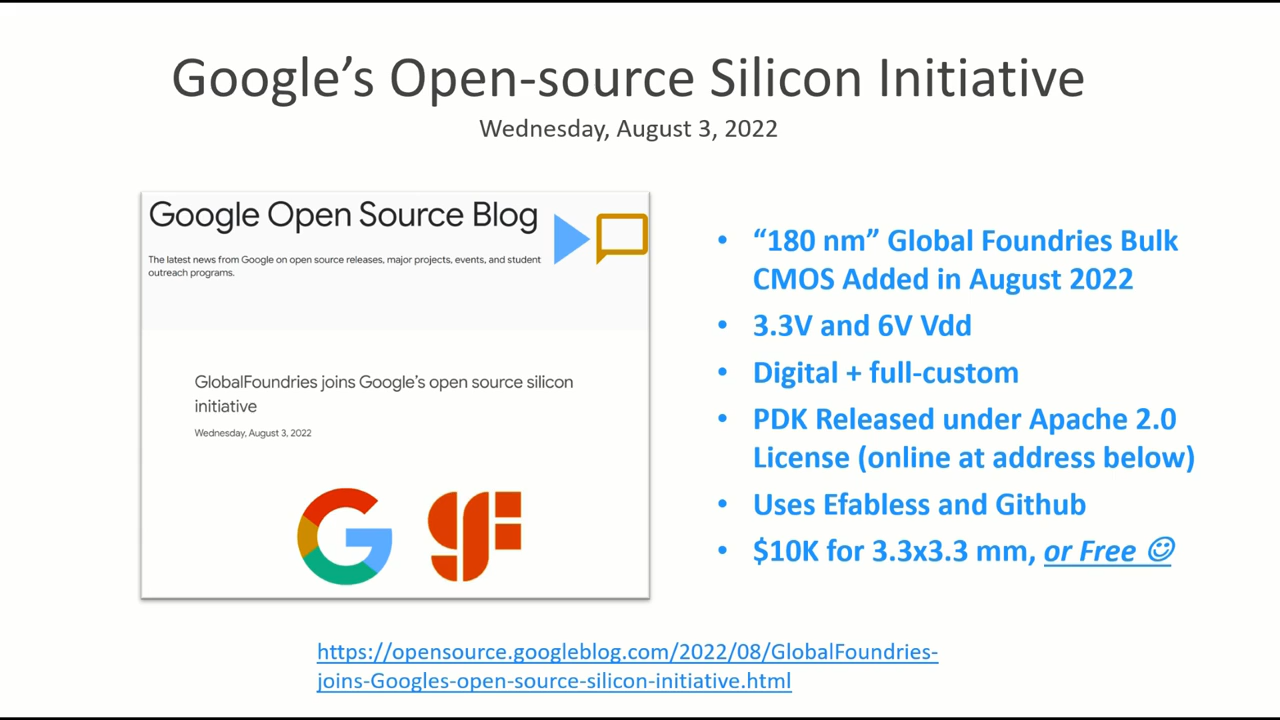 Google’s Open-source Silicon Initiative
Wednesday, August 3, 2022
Google Open Source Blog
The latest news from Google on open source releases, major projects, events, and student
outreach programs.
GlobalFoundries joins Google’s open source silicon
initiative
Wednesday, August 3, 2022
• “180 nm” Global Foundries Bulk
CMOS Added in August 2022
• 3.3V and 6V Vdd
• Digital + full-custom
• PDK Released under Apache 2.0
License (online at address below)
• Uses Efabless and Github
• $10K for 3.3x3.3 mm, or Free ☺
https://opensource.googleblog.com/2022/08/GlobalFoundries-
joins-Googles-open-source-silicon-initiative.html